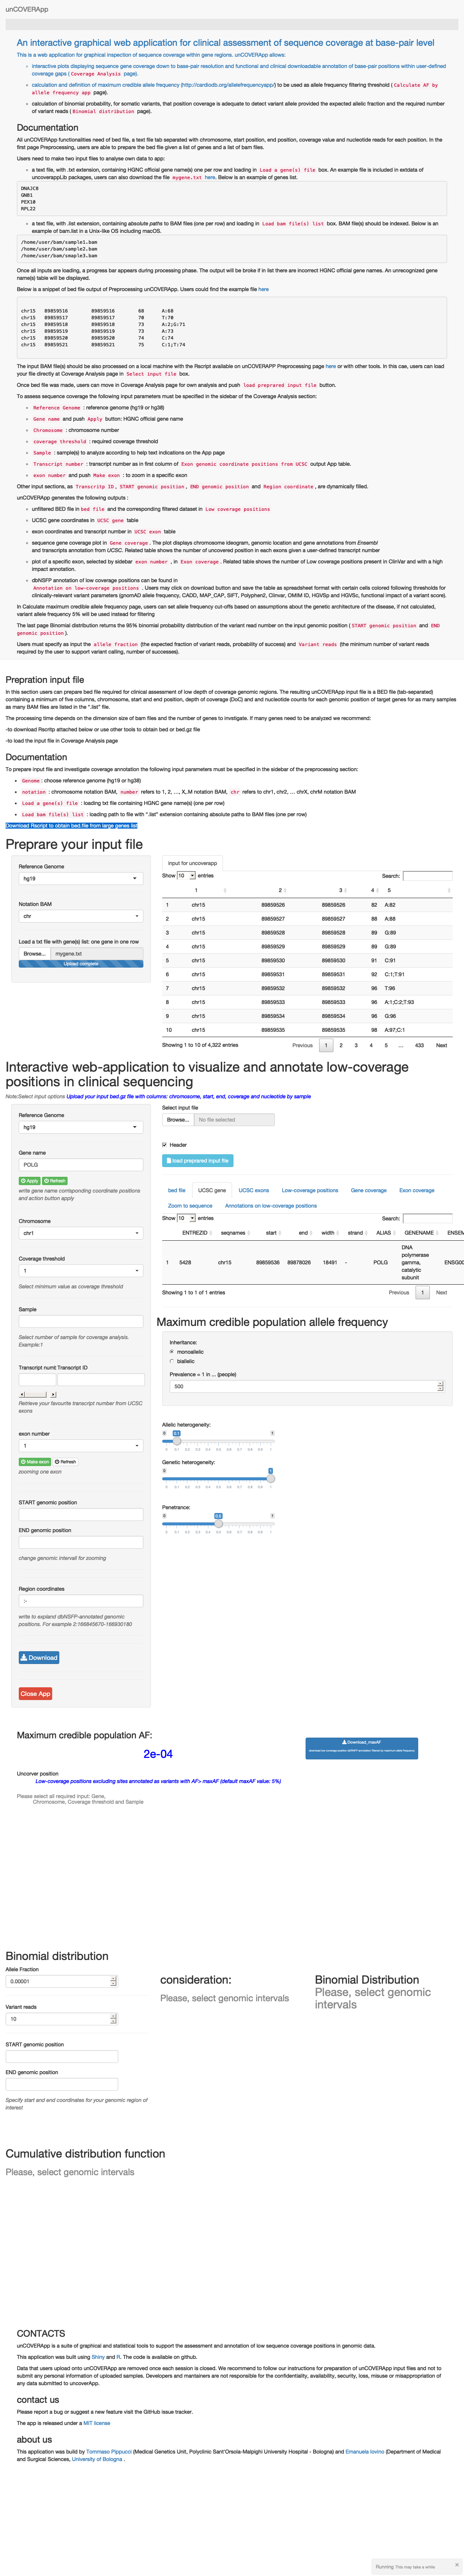 unCOVERApp
An interactive graphical web application for clinical assessment of sequence coverage at base-pair level
This is a web application for graphical inspection of sequence coverage within gene regions. unCOVERApp allows:
interactive plots displaying sequence gene coverage down to base-pair resolution and functional and clinical downloadable annotation of base-pair positions within user-defined
coverage gaps ( Coverage Analysis page).
calculation and definition of maximum credible allele frequency (http://cardiodb.org/allelefrequencyapp/) to be used as allele frequency filtering threshold ( Calculate AF by
allele frequency app page).
calculation of binomial probability, for somatic variants, that position coverage is adequate to detect variant allele position given the expected allelic fraction and the required number
of variant reads ( Binomial distribution page).
Documentation
All unCOVERApp functionalities need of bed file, a text file tab separated with chromosome, start position, end position, coverage value and nucleotide reads for each position. In the
first page Preprocessing, users are able to prepare the bed file given a list of genes and a list of bam files.
Users need to make two input files to analyse own data to app:
a text file, with .txt extension, containing HGNC official gene name(s) one per row and loading in Load a gene(s) file box. An example file is included in extdata of
uncoverappLib packages, users can also download the file mygene.txt here. Below is an example of genes list.
DNAJC8
GNB1
PEX10
RPL22
a text file, with .list extension, containing absolute paths to BAM files (one per row) and loading in Load bam file(s) list box. BAM file(s) should be indexed. Below is an
example of bam.list in a Unix-like OS including macOS.
/home/user/bam/sample1.bam
/home/user/bam/sample2.bam
/home/user/bam/snaple3.bam
Once all inputs are loading, a progress bar appears during processing phase. The output will be broke if in list there are incorrect HGNC official gene names. An unrecognized gene
name(s) table will be displayed.
Below is a snippet of bed file output of Preprocessing unCOVERApp. Users could find the example file here
chr15 89859516 89859516 68 A:68
chr15 89859517 89859517 70 T:70
chr15 89859518 89859518 73 A:2;G:71
chr15 89859519 89859519 73 A:73
chr15 89859520 89859520 74 C:74
chr15 89859521 89859521 75 C:1;T:74
The input BAM file(s) should be also processed on a local machine with the Rscript available on unCOVERAPP Preprocessing page here or with other tools. In this case, users can load
your file directly at Coverage Analysis page in Select input file box.
Once bed file was made, users can move in Coverage Analysis page for own analysis and push load preprared input file button.
To assess sequence coverage the following input parameters must be specified in the sidebar of the Coverage Analysis section:
Reference Genome : reference genome (hg19 or hg38)
Gene name and push Apply button: HGNC official gene name
Chromosome : chromosome number
coverage threshold : required coverage threshold
Sample : sample(s) to analyze according to help text indications on the App page
Transcript number : transcript number as in first column of Exon genomic coordinate positions from UCSC output App table.
exon number and push Make exon : to zoom in a specific exon
Other input sections, as Transcritp ID , START genomic position , END genomic position and Region coordinate , are dynamically filled.
unCOVERApp generates the following outputs :
unfiltered BED file in bed file and the corresponding filtered dataset in Low coverage positions
UCSC gene coordinates in UCSC gene table
exon coordinates and transcript number in UCSC exon table
sequence gene coverage plot in Gene coverage . The plot displays chromosome ideogram, genomic location and gene annotations from Ensembl
and transcripts annotation from UCSC. Related table shows the number of uncovered position in each exons given a user-defined transcript number
plot of a specific exon, selected by sidebar exon number , in Exon coverage . Related table shows the number of Low coverage positions present in ClinVar and with a high
impact annotation.
dbNSFP annotation of low coverage positions can be found in
Annotation on low-coverage positions . Users may click on download button and save the table as spreadsheet format with certain cells colored following thresholds for
clinically-relevant variant parameters (gnomAD allele frequency, CADD, MAP_CAP, SIFT, Polyphen2, Clinvar, OMIM ID, HGVSp and HGVSc, functional impact of a variant score).
In Calculate maximum credible allele frequency page, users can set allele frequency cut-offs based on assumptions about the genetic architecture of the disease, If not calculated,
variant allele frequency 5% will be used instead for filtering
The last page Binomial distribution returns the 95% binomial probability distribution of the variant read number on the input genomic position ( START genomic position and END
genomic position ).
Users must specify as input the allele fraction (the expected fraction of variant reads, probability of success) and Variant reads (the minimum number of variant reads
required by the user to support variant calling, number of successes).
Prepration input file
In this section users can prepare bed file required for clinical assessment of low depth of coverage genomic regions. The resulting unCOVERApp input file is a BED file (tab-separated)
containing a minimum of five columns, chromosome, start and end position, depth of coverage (DoC) and and nucleotide counts for each genomic position of target genes for as many samples
as many BAM files are listed in the ".list" file.
The processing time depends on the dimension size of bam files and the number of genes to investigate. If many genes need to be analyzed we recommend:
-to download Rscritp attached below or use other tools to obtain bed or bed.gz file
-to load the input file in Coverage Analysis page
Documentation
To prepare input file and investigate coverage annotation the following input parameters must be specified in the sidebar of the preprocessing section:
Genome : choose reference genome (hg19 or hg38)
notation : chromosome notation BAM, number refers to 1, 2, ..., X, M notation BAM, chr refers to chr1, chr2, ... chrX, chrM notation BAM
Load a gene(s) file : loading txt file containing HGNC gene name(s) (one per row)
Load bam file(s) list : loading path to file with ".list" extension containing absolute paths to BAM files (one per row)
Download Rscript to obtain bed.file from large genes list
Preprare your input file
Reference Genome
hg19
Notation BAM
chr
Load a txt file with gene(s) list: one gene in one row
Browse... mygene.txt
Upload complete
input for uncoverapp
Show 10 entries Search:
1 2 3 4 5
1 chr15 89859526 89859526 82 A:82
2 chr15 89859527 89859527 88 A:88
3 chr15 89859528 89859528 89 G:89
4 chr15 89859529 89859529 89 G:89
5 chr15 89859530 89859530 91 C:91
6 chr15 89859531 89859531 92 C:1;T:91
7 chr15 89859532 89859532 96 T:96
8 chr15 89859533 89859533 96 A:1;C:2;T:93
9 chr15 89859534 89859534 96 G:96
10 chr15 89859535 89859535 98 A:97;C:1
Showing 1 to 10 of 4,322 entries Previous 1 2 3 4 5 … 433 Next
Interactive web-application to visualize and annotate low-coverage
positions in clinical sequencing
Note:Select input options Upload your input bed.gz file with columns: chromosome, start, end, coverage and nucleotide by sample
Reference Genome
hg19
Gene name
POLG
Apply Refresh
write gene name corrisponding coordinate positions
and action button apply
Chromosome
chr1
Coverage threshold
1
Select minimum value as coverage threshold
Sample
Select number of sample for coverage analysis.
Example:1
Transcript numb Transcript ID
Retrieve your favourite transcript number from UCSC
exons
exon number
1
Make exon Refresh
zooming one exon
START genomic position
END genomic position
change genomic intervall for zooming
Region coordinates
:-
write to expland dbNSFP-annotated genomic
positions. For example 2:166845670-166930180
Download
Close App
Select input file
Browse... No file selected
Header
load preprared input file
bed file UCSC gene UCSC exons Low-coverage positions Gene coverage Exon coverage
Zoom to sequence Annotations on low-coverage positions
Show 10 entries Search:
ENTREZID seqnames start end width strand ALIAS GENENAME ENSEM
1 5428 chr15 89859536 89878026 18491 - POLG DNA
polymerase
gamma,
catalytic
subunit
ENSG00
Showing 1 to 1 of 1 entries Previous 1 Next
Maximum credible population allele frequency
Inheritance:
monoallelic
biallelic
Prevalence = 1 in ... (people)
500
Allelic heterogeneity:
0 0.1 1
0 0.1 0.2 0.3 0.4 0.5 0.6 0.7 0.8 0.9 1
Genetic heterogeneity:
0 1
0 0.1 0.2 0.3 0.4 0.5 0.6 0.7 0.8 0.9 1
Penetrance:
0 0.5 1
0 0.1 0.2 0.3 0.4 0.5 0.6 0.7 0.8 0.9 1
Maximum credible population AF:
2e-04
Download_maxAF
Uncorver position
Low-coverage positions excluding sites annotated as variants with AF> maxAF (default maxAF value: 5%)
Please select all required input: Gene,
Chromosome, Coverage threshold and Sample
Binomial distribution
Allele Fraction
0.00001
Variant reads
10
START genomic position
END genomic position
Specify start and end coordinates for your genomic region of
interest
consideration:
Please, select genomic intervals
Binomial Distribution
Please, select genomic
intervals
Cumulative distribution function
Please, select genomic intervals
CONTACTS
unCOVERApp is a suite of graphical and statistical tools to support the assessment and annotation of low sequence coverage positions in genomic data.
This application was built using Shiny and R. The code is available on github.
Data that users upload onto unCOVERApp are removed once each session is closed. We recommend to follow our instructions for preparation of unCOVERApp input files and not to
submit any personal information of uploaded samples. Developers and mantainers are not responsible for the confidentiality, availability, security, loss, misuse or misappropriation of
any data submitted to uncoverApp.
contact us
Please report a bug or suggest a new feature visit the GitHub issue tracker.
The app is released under a MIT license
about us
This application was build by Tommaso Pippucci (Medical Genetics Unit, Polyclinic Sant'Orsola-Malpighi University Hospital - Bologna) and Emanuela Iovino (Department of Medical
and Surgical Sciences, University of Bologna .
Running This may take a while